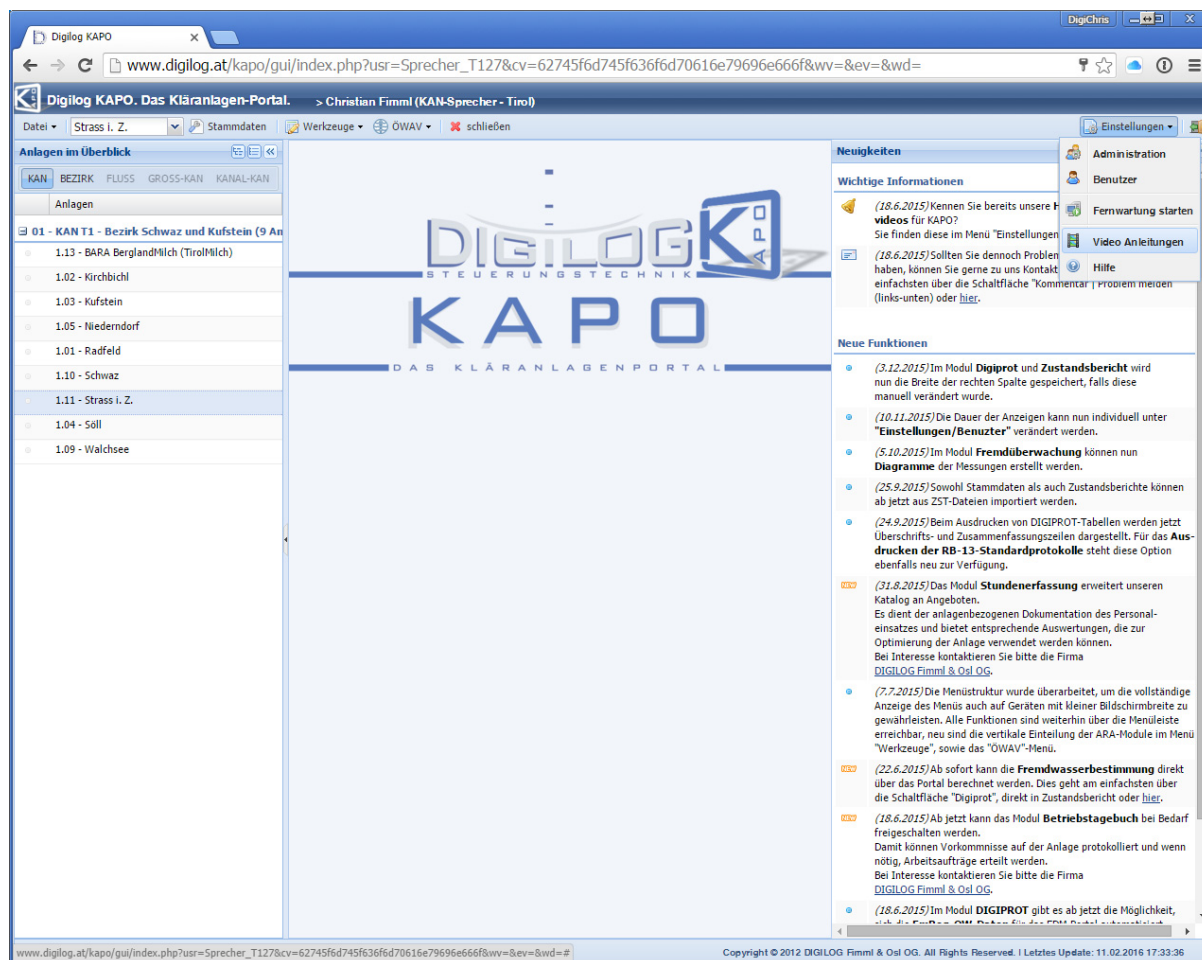 DigiChris
Digilog KAPO
www.digilog.at/kapo/gui/index.php?usr=Sprecher_T127&cv=62745f6d745f636f6d70616e79696e666f&wv=&ev=&wd=
Digilog KAPO. Das Kläranlagen-Portal. > Christian Fimml (KAN-Sprecher - Tirol)
Datei Strass i. Z. Stammdaten Werkzeuge ÖWAV schließen Einstellungen
Anlagen im Überblick
KAN BEZIRK FLUSS GROSS-KAN KANAL-KAN
Anlagen
01 - KAN T1 - Bezirk Schwaz und Kufstein (9 An
1.13 - BARA BerglandMilch (TirolMilch)
1.02 - Kirchbichl
1.03 - Kufstein
1.05 - Niederndorf
1.01 - Radfeld
1.10 - Schwaz
1.11 - Strass i. Z.
1.04 - Söll
1.09 - Walchsee
DIGILOG
STEUERUNGSTECHNIK
K KAPO
KAPO
DAS KLÄRANLAGENPORTAL
Administration
Benutzer
Fernwartung starten
Video Anleitungen
Hilfe
Neuigkeiten
Wichtige Informationen
(18.6.2015) Kennen Sie bereits unsere H
videos für KAPO?
Sie finden diese im Menü "Einstellungen
(18.6.2015) Sollten Sie dennoch Problem
haben, können Sie gerne zu uns Kontakt
einfachsten über die Schaltfläche "Kommentar | Problem melden
(links-unten) oder hier.
Neue Funktionen
(3.12.2015) Im Modul Digiprot und Zustandsbericht wird
nun die Breite der rechten Spalte gespeichert, falls diese
manuell verändert wurde.
(10.11.2015) Die Dauer der Anzeigen kann nun individuell unter
"Einstellungen/Benuzter" verändert werden.
(5.10.2015) Im Modul Fremdüberwachung können nun
Diagramme der Messungen erstellt werden.
(25.9.2015) Sowohl Stammdaten als auch Zustandsberichte können
ab jetzt aus ZST-Dateien importiert werden.
(24.9.2015) Beim Ausdrucken von DIGIPROT-Tabellen werden jetzt
Überschrifts- und Zusammenfassungszeilen dargestellt. Für das Aus-
drucken der RB-13-Standardprotokolle steht diese Option
ebenfalls neu zur Verfügung.
NEW (31.8.2015) Das Modul Stundenerfassung erweitert unseren
Katalog an Angeboten.
Es dient der anlagenbezogenen Dokumentation des Personal-
einsatzes und bietet entsprechende Auswertungen, die zur
Optimierung der Anlage verwendet werden können.
Bei Interesse kontaktieren Sie bitte die Firma
DIGILOG Fimml & Osl OG.
(7.7.2015) Die Menüstruktur wurde überarbeitet, um die vollständige
Anzeige des Menüs auch auf Geräten mit kleiner Bildschirmbreite zu
gewährleisten. Alle Funktionen sind weiterhin über die Menüleiste
erreichbar, neu sind die vertikale Einteilung der ARA-Module im Menü
"Werkzeuge", sowie das "ÖWAV"-Menü.
NEW (22.6.2015) Ab sofort kann die Fremdwasserbestimmung direkt
über das Portal berechnet werden. Dies geht am einfachsten über
die Schaltfläche "Digiprot", direkt in Zustandsbericht oder hier.
NEW (18.6.2015) Ab jetzt kann das Modul Betriebstagebuch bei Bedarf
freigeschalten werden.
Damit können Vorkommnisse auf der Anlage protokolliert und wenn
nötig, Arbeitsaufträge erteilt werden.
Bei Interesse kontaktieren Sie bitte die Firma
DIGILOG Fimml & Osl OG.
(18.6.2015) Im Modul DIGIPROT gibt es ab jetzt die Möglichkeit,
www.digilog.at/kapo/gui/index.php?usr=Sprecher_T127&cv=62745f6d745f636f6d70616e79696e666f&wv=&ev=&wd=#
Copyright © 2012 DIGILOG Fimml & Osl OG. All Rights Reserved. | Letztes Update: 11.02.2016 17:33:36